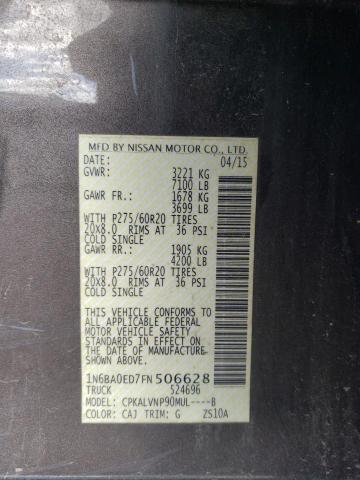 MFD BY NISSAN MOTOR CO., LTD.
DATE: 04/15
GVWR: 3221 KG
7100 LB
GAWR FR.: 1678 KG
3699 LB
WITH P275/60R20 TIRES
20X8.0 RIMS AT 36 PSI
COLD SINGLE
GAWR RR.: 1905 KG
4200 LB
WITH P275/60R20 TIRES
20X8.0 RIMS AT 36 PSI
COLD SINGLE
THIS VEHICLE CONFORMS TO
ALL APPLICABLE FEDERAL
MOTOR VEHICLE SAFETY
STANDARDS IN EFFECT ON
THE DATE OF MANUFACTURE
SHOWN ABOVE.
1N6BA0ED7FN506628
TRUCK 524696
MODEL: CPKALVNP90MUL----B
COLOR: CAJ TRIM: G ZS10A